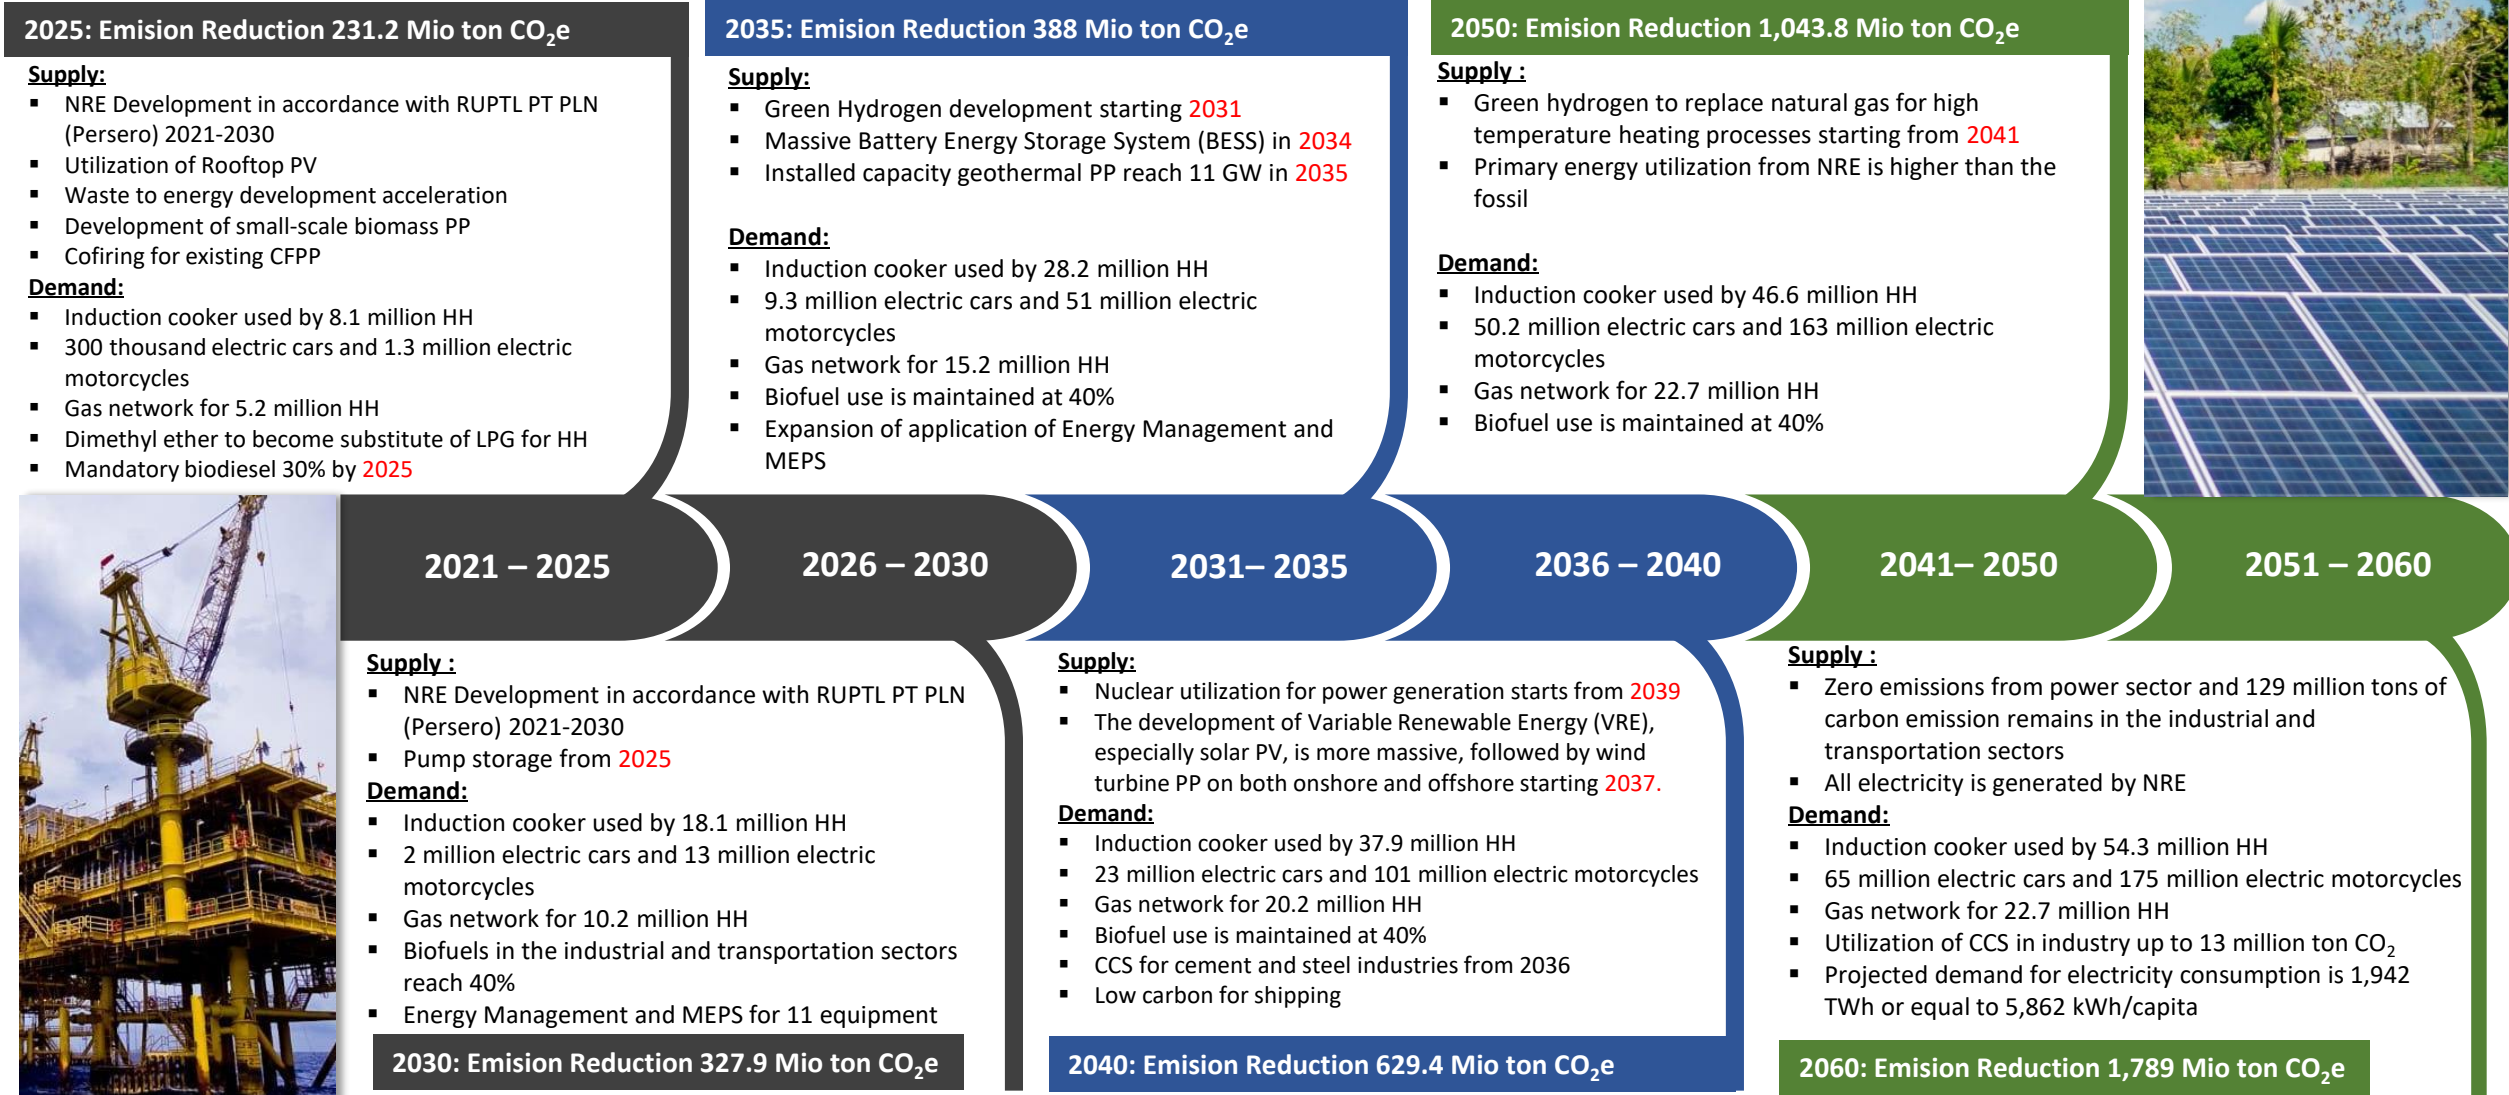 2025: Emision Reduction 231.2 Mio ton CO₂e
Supply:
▪ NRE Development in accordance with RUPTL PT PLN
(Persero) 2021-2030
▪ Utilization of Rooftop PV
▪ Waste to energy development acceleration
▪ Development of small-scale biomass PP
▪ Cofiring for existing CFPP
Demand:
▪ Induction cooker used by 8.1 million HH
▪ 300 thousand electric cars and 1.3 million electric
motorcycles
▪ Gas network for 5.2 million HH
▪ Dimethyl ether to become substitute of LPG for HH
▪ Mandatory biodiesel 30% by 2025
2035: Emision Reduction 388 Mio ton CO₂e
Supply:
▪ Green Hydrogen development starting 2031
▪ Massive Battery Energy Storage System (BESS) in 2034
▪ Installed capacity geothermal PP reach 11 GW in 2035
Demand:
▪ Induction cooker used by 28.2 million HH
▪ 9.3 million electric cars and 51 million electric
motorcycles
▪ Gas network for 15.2 million HH
▪ Biofuel use is maintained at 40%
▪ Expansion of application of Energy Management and
MEPS
2050: Emision Reduction 1,043.8 Mio ton CO₂e
Supply :
▪ Green hydrogen to replace natural gas for high
temperature heating processes starting from 2041
▪ Primary energy utilization from NRE is higher than the
fossil
Demand:
▪ Induction cooker used by 46.6 million HH
▪ 50.2 million electric cars and 163 million electric
motorcycles
▪ Gas network for 22.7 million HH
▪ Biofuel use is maintained at 40%
2021 – 2025
2026 – 2030
2031– 2035
2036 – 2040
2041– 2050
2051 – 2060
Supply :
▪ NRE Development in accordance with RUPTL PT PLN
(Persero) 2021-2030
▪ Pump storage from 2025
Demand:
▪ Induction cooker used by 18.1 million HH
▪ 2 million electric cars and 13 million electric
motorcycles
▪ Gas network for 10.2 million HH
▪ Biofuels in the industrial and transportation sectors
reach 40%
▪ Energy Management and MEPS for 11 equipment
2030: Emision Reduction 327.9 Mio ton CO₂e
Supply:
▪ Nuclear utilization for power generation starts from 2039
▪ The development of Variable Renewable Energy (VRE),
especially solar PV, is more massive, followed by wind
turbine PP on both onshore and offshore starting 2037.
Demand:
▪ Induction cooker used by 37.9 million HH
▪ 23 million electric cars and 101 million electric motorcycles
▪ Gas network for 20.2 million HH
▪ Biofuel use is maintained at 40%
▪ CCS for cement and steel industries from 2036
▪ Low carbon for shipping
2040: Emision Reduction 629.4 Mio ton CO₂e
Supply :
▪ Zero emissions from power sector and 129 million tons of
carbon emission remains in the industrial and
transportation sectors
▪ All electricity is generated by NRE
Demand:
▪ Induction cooker used by 54.3 million HH
▪ 65 million electric cars and 175 million electric motorcycles
▪ Gas network for 22.7 million HH
▪ Utilization of CCS in industry up to 13 million ton CO₂
▪ Projected demand for electricity consumption is 1,942
TWh or equal to 5,862 kWh/capita
2060: Emision Reduction 1,789 Mio ton CO₂e